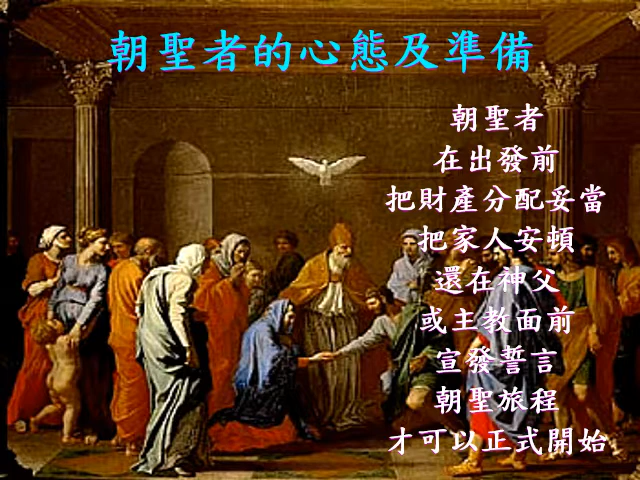 朝聖者的心態及準備
朝聖者
在出發前
把財產分配妥當
把家人安頓
還在神父
或主教面前
宣發誓言
朝聖旅程
才可以正式開始